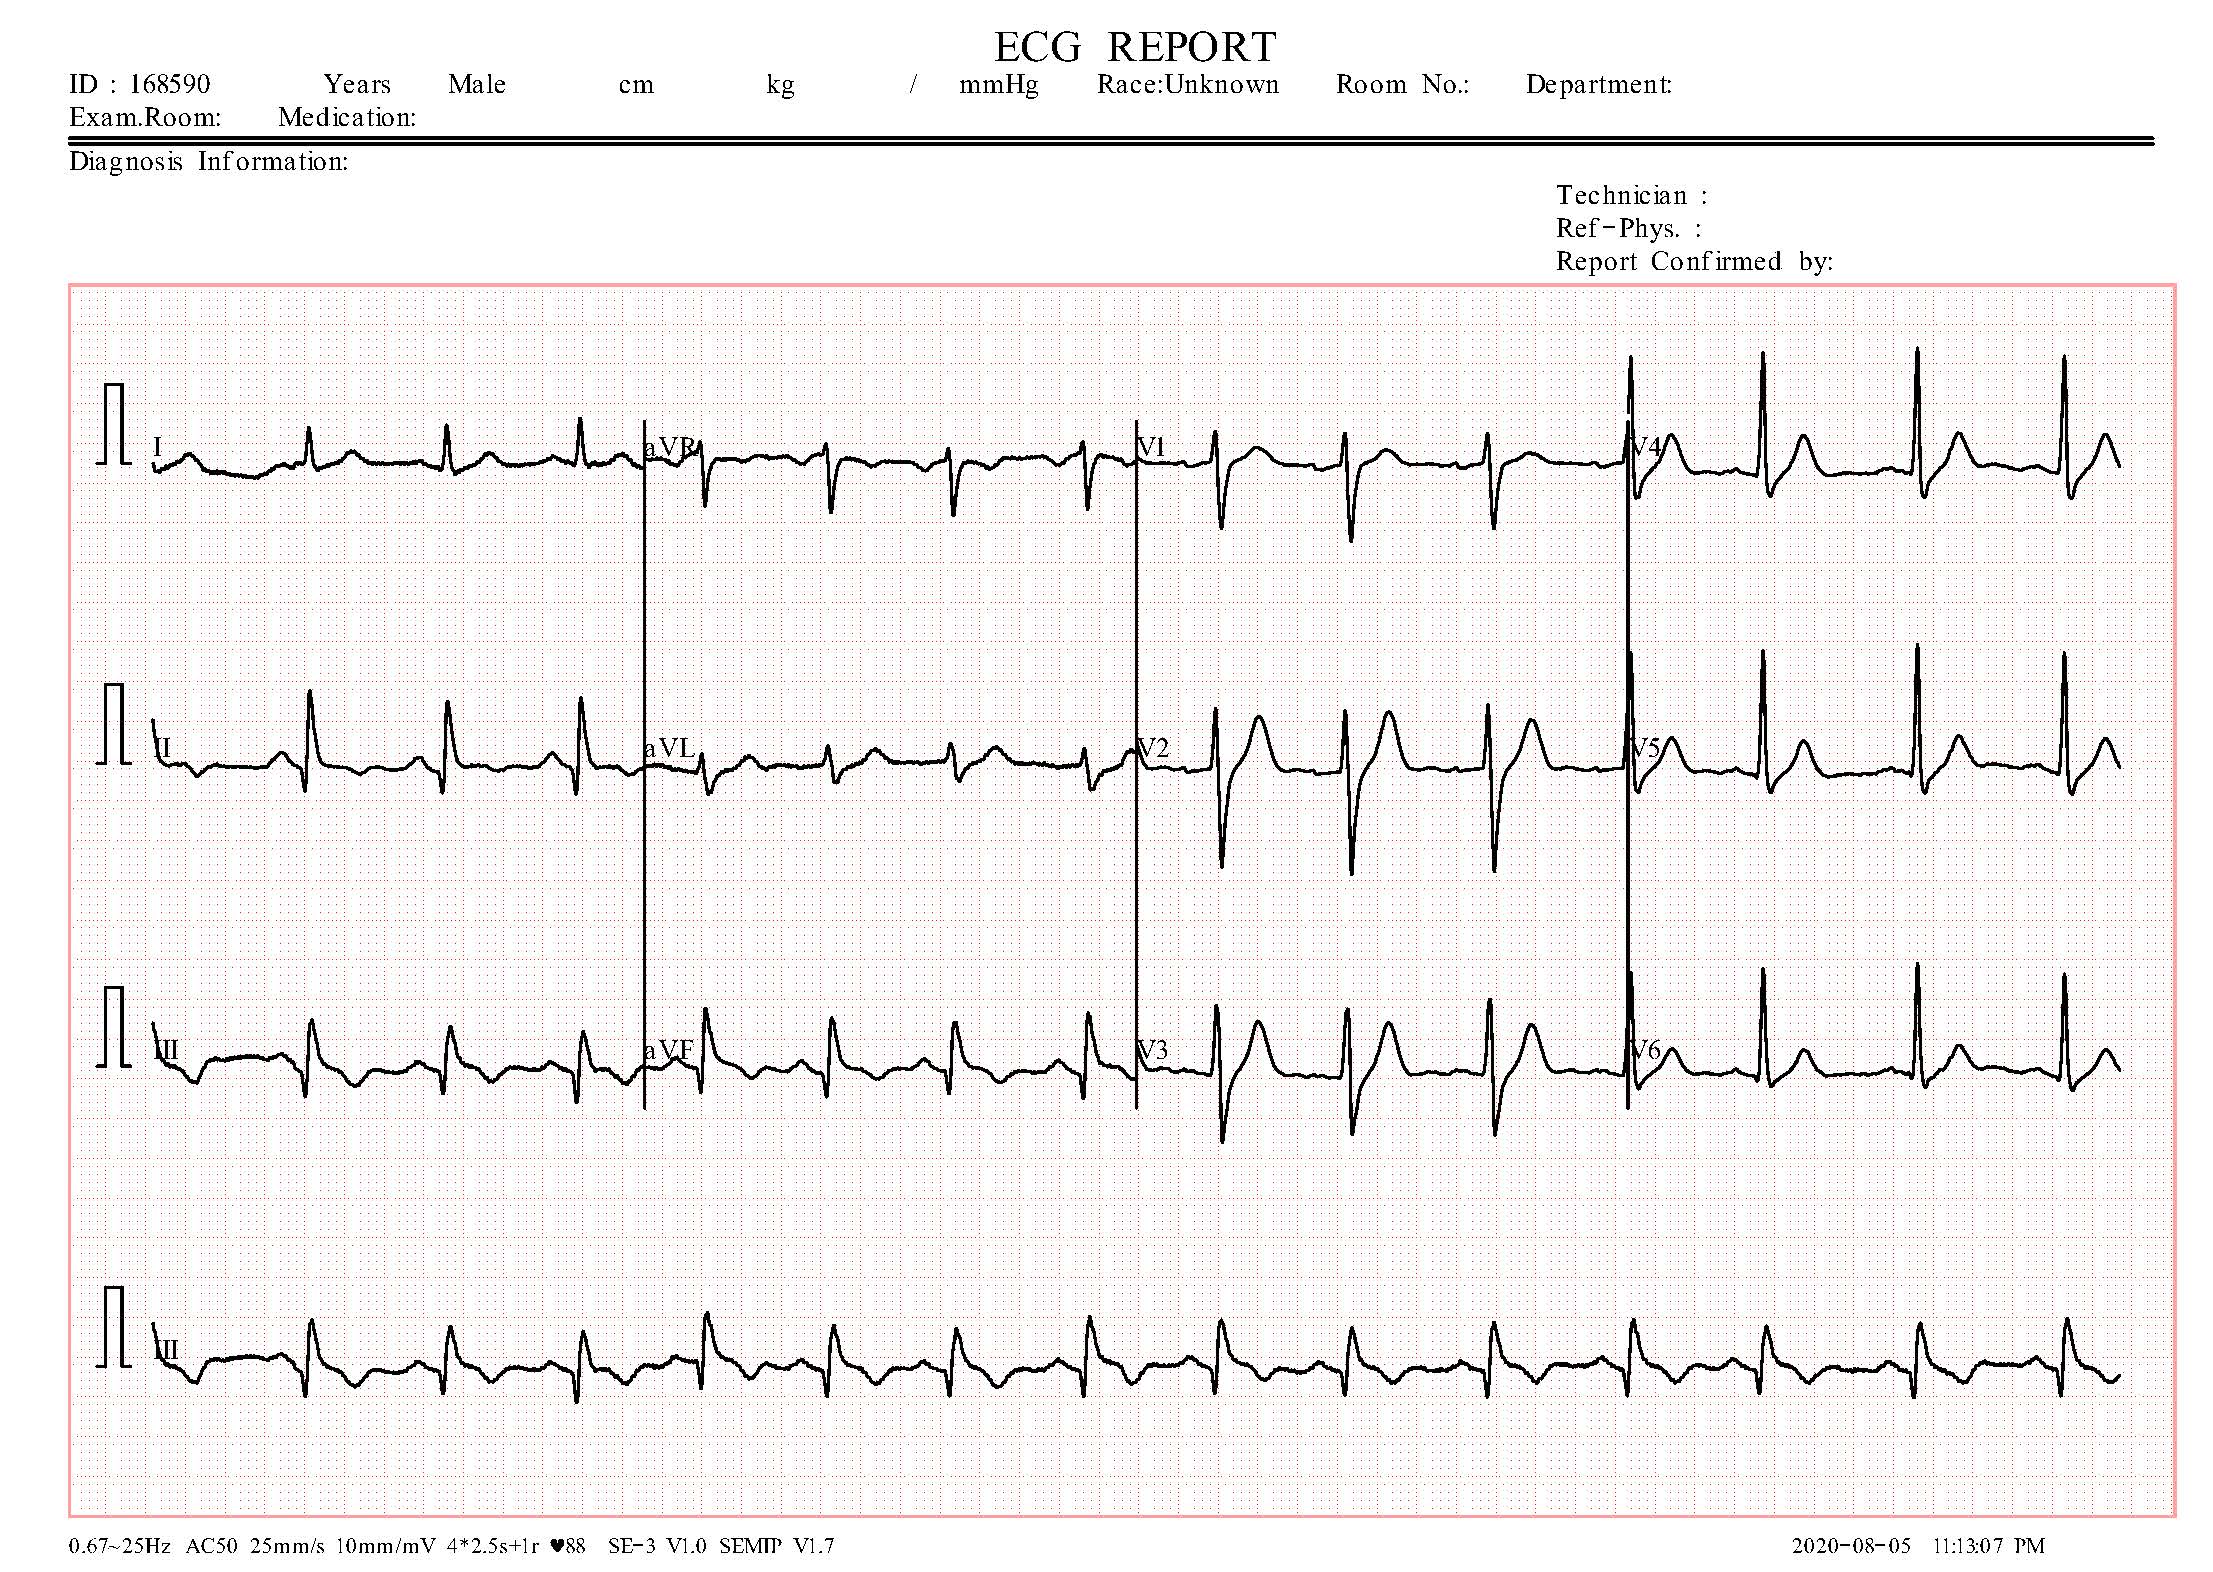 ECG REPORT
ID : 168590 Years Male cm kg / mmHg Race:Unknown Room No.: Department:
Exam.Room: Medication:
Diagnosis Information:
Technician :
Ref-Phys. :
Report Confirmed by:
I aVR V1 V4
II aVL V2 V5
III aVF V3 V6
III
0.67~25Hz AC50 25mm/s 10mm/mV 4*2.5s+1r ♥88 SE-3 V1.0 SEMIP V1.7 2020-08-05 11:13:07 PM